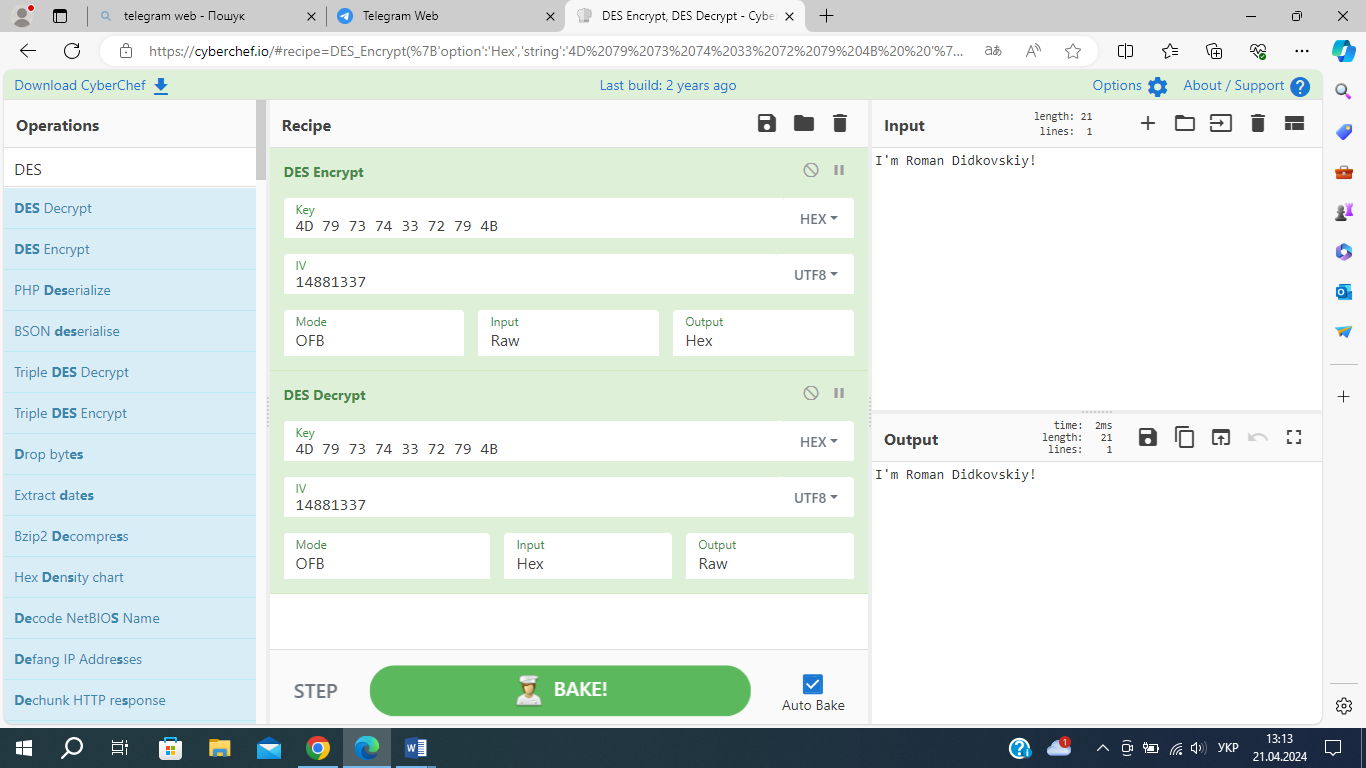 telegram web - Пошук
Telegram Web
DES Encrypt, DES Decrypt - Cybe
https://cyberchef.io/#recipe=DES_Encrypt(%7B'option':'Hex','string':'4D%2079%2073%2074%2033%2072%2079%204B%20%20'%7...
Download CyberChef
Last build: 2 years ago
Options
About / Support
Operations
DES
DES Decrypt
DES Encrypt
PHP Deserialize
BSON deserialise
Triple DES Decrypt
Triple DES Encrypt
Drop bytes
Extract dates
Bzip2 Decompress
Hex Density chart
Decode NetBIOS Name
Defang IP Addresses
Dechunk HTTP response
Recipe
DES Encrypt
Key
4D 79 73 74 33 72 79 4B
HEX
IV
14881337
UTF8
Mode
OFB
Input
Raw
Output
Hex
DES Decrypt
Key
4D 79 73 74 33 72 79 4B
HEX
IV
14881337
UTF8
Mode
OFB
Input
Hex
Output
Raw
STEP
BAKE!
Auto Bake
Input
length: 21
lines: 1
I'm Roman Didkovskiy!
Output
time: 2ms
length: 21
lines: 1
I'm Roman Didkovskiy!
1
УКР
13:13
21.04.2024